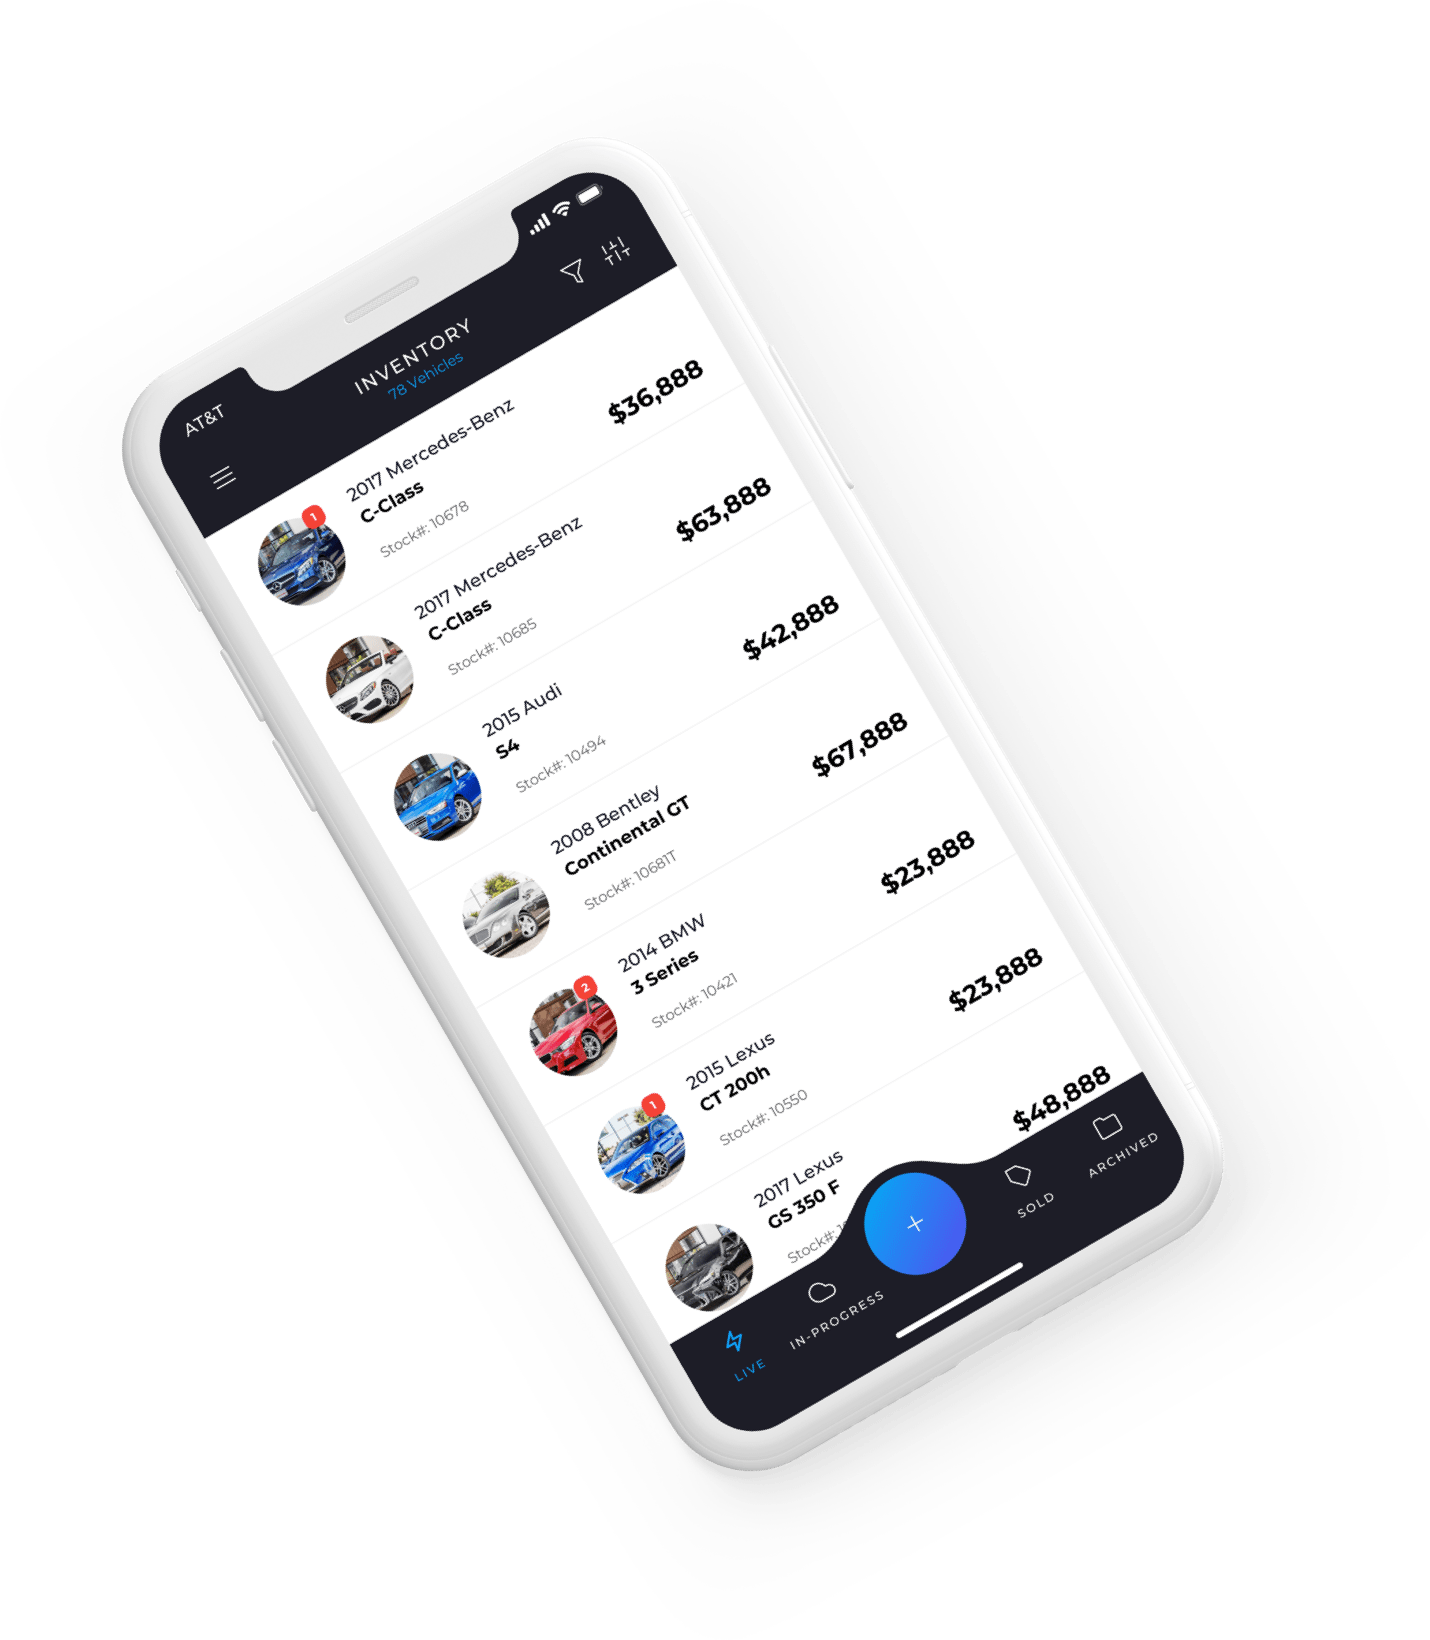 AT&T
INVENTORY
78 Vehicles
1
2017 Mercedes-Benz
C-Class
Stock#: 10678
$36,888
2017 Mercedes-Benz
C-Class
Stock#: 10685
$63,888
2015 Audi
S4
Stock#: 10494
$42,888
2008 Bentley
Continental GT
Stock#: 10681T
$67,888
2
2014 BMW
3 Series
Stock#: 10421
$23,888
1
2015 Lexus
CT 200h
Stock#: 10550
$23,888
2017 Lexus
GS 350 F
Stock#:
$48,888
LIVE
IN-PROGRESS
+
SOLD
ARCHIVED